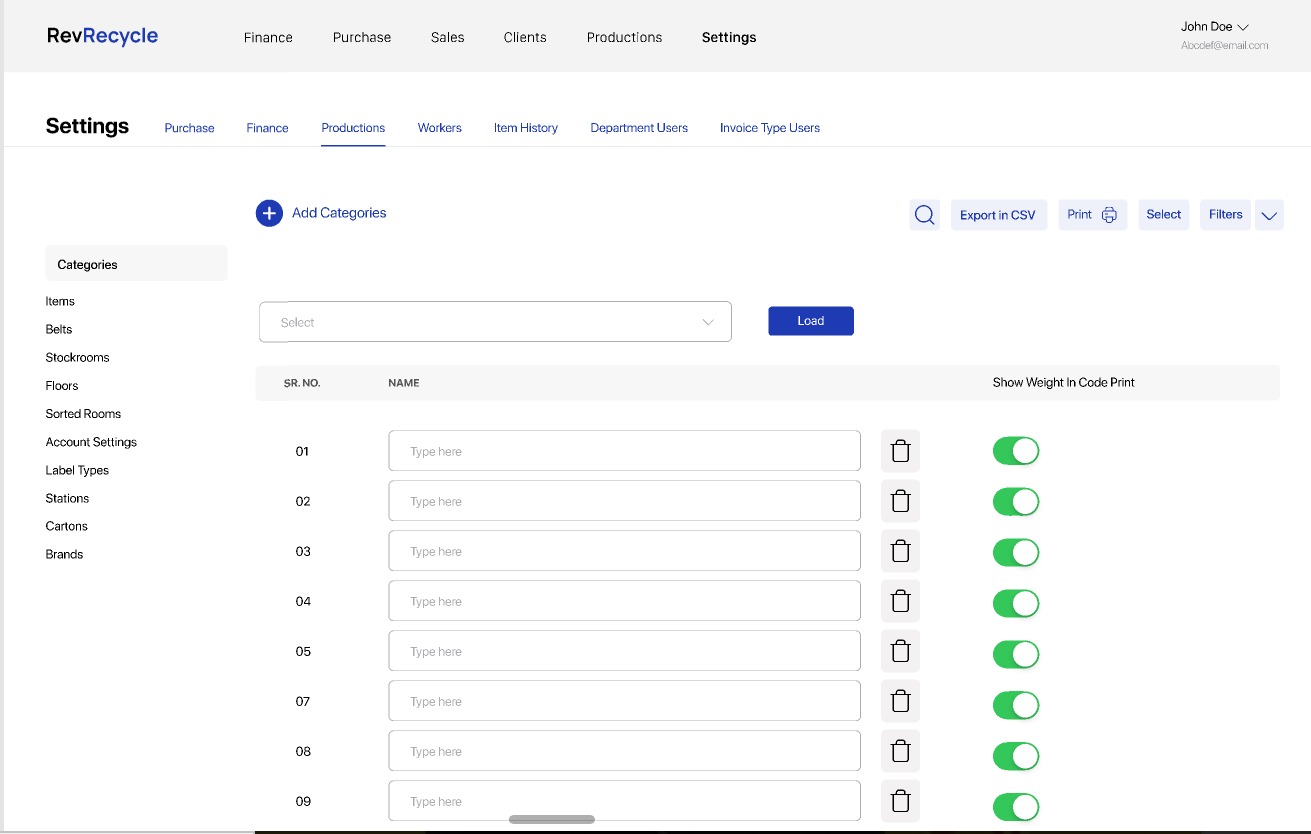 RevRecycle Finance Purchase Sales Clients Productions Settings John Doe
Abcdef@email.com
Settings Purchase Finance Productions Workers Item History Department Users Invoice Type Users
Add Categories Export in CSV Print Select Filters
Categories
Items
Belts
Stockrooms
Floors
Sorted Rooms
Account Settings
Label Types
Stations
Cartons
Brands
Select Load
SR. NO. NAME Show Weight In Code Print
01 Type here
02 Type here
03 Type here
04 Type here
05 Type here
07 Type here
08 Type here
09 Type here